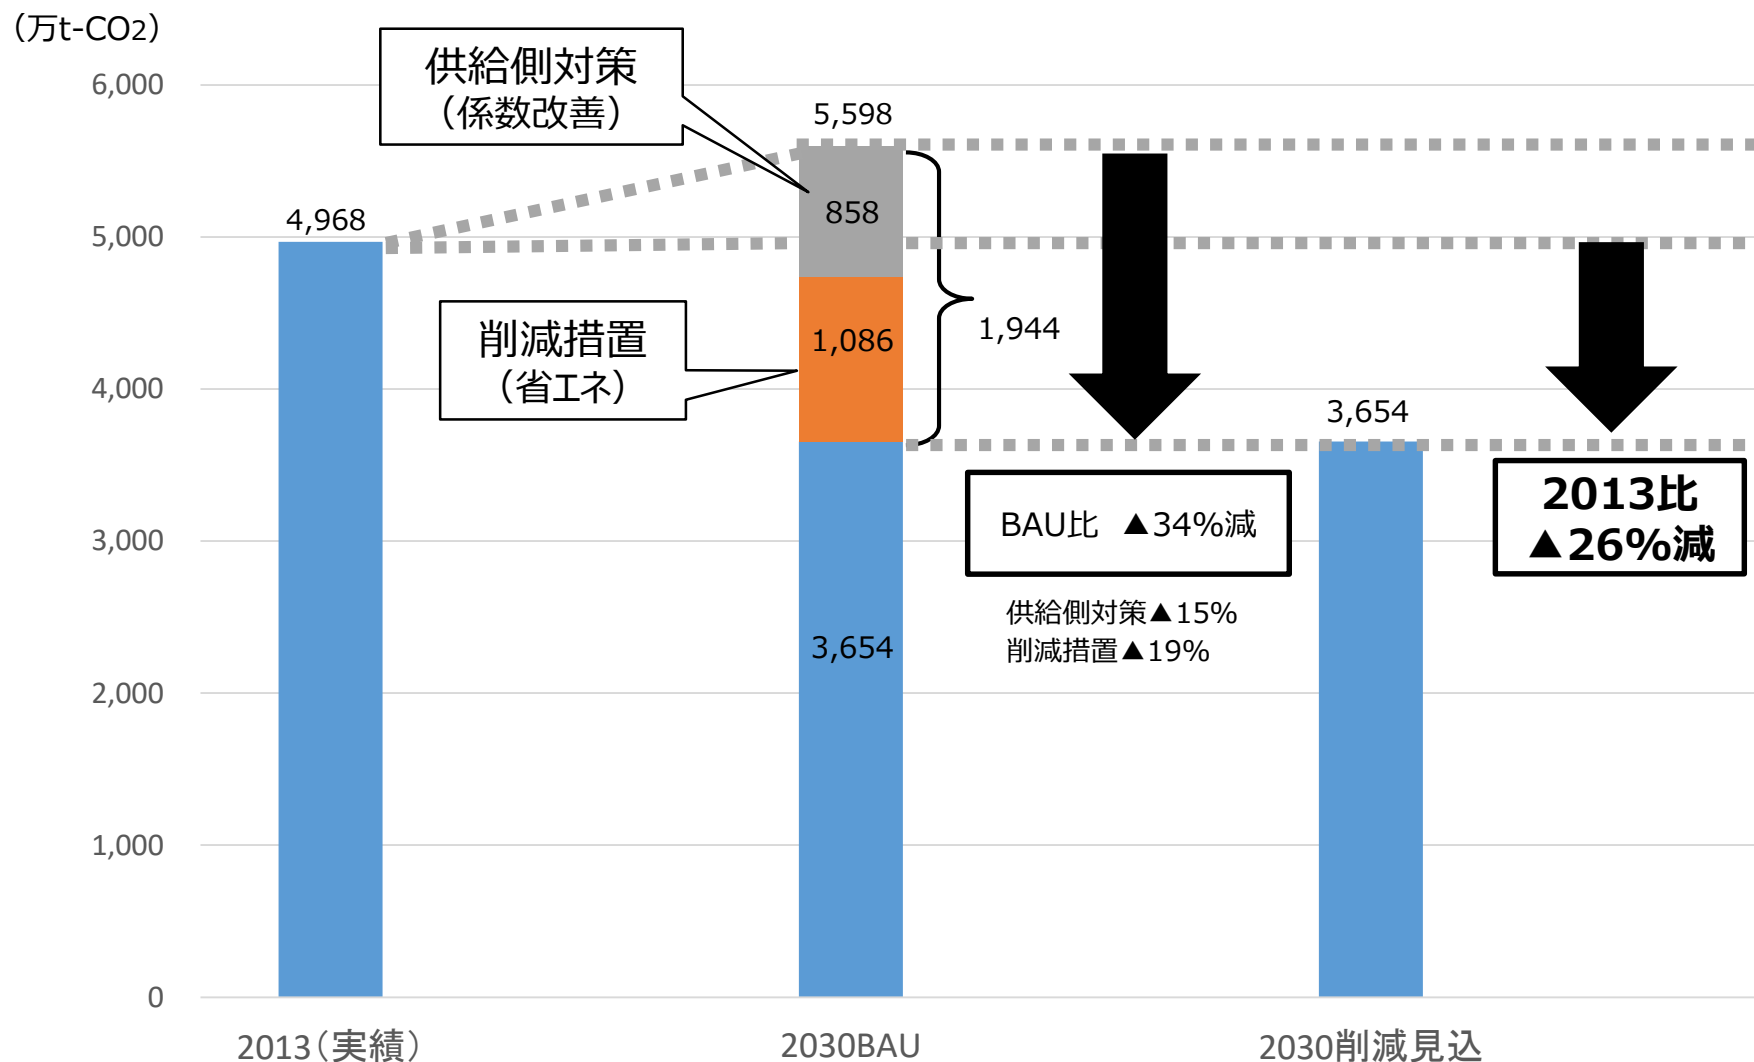 （万t-CO2）
6,000
5,000
4,000
3,000
2,000
1,000
0
供給側対策
（係数改善）
削減措置
（省エネ）
4,968
5,598
858
1,086
3,654
1,944
3,654
BAU比 ▲34%減
供給側対策▲15%
削減措置▲19%
2013比
▲26%減
2013（実績）
2030BAU
2030削減見込